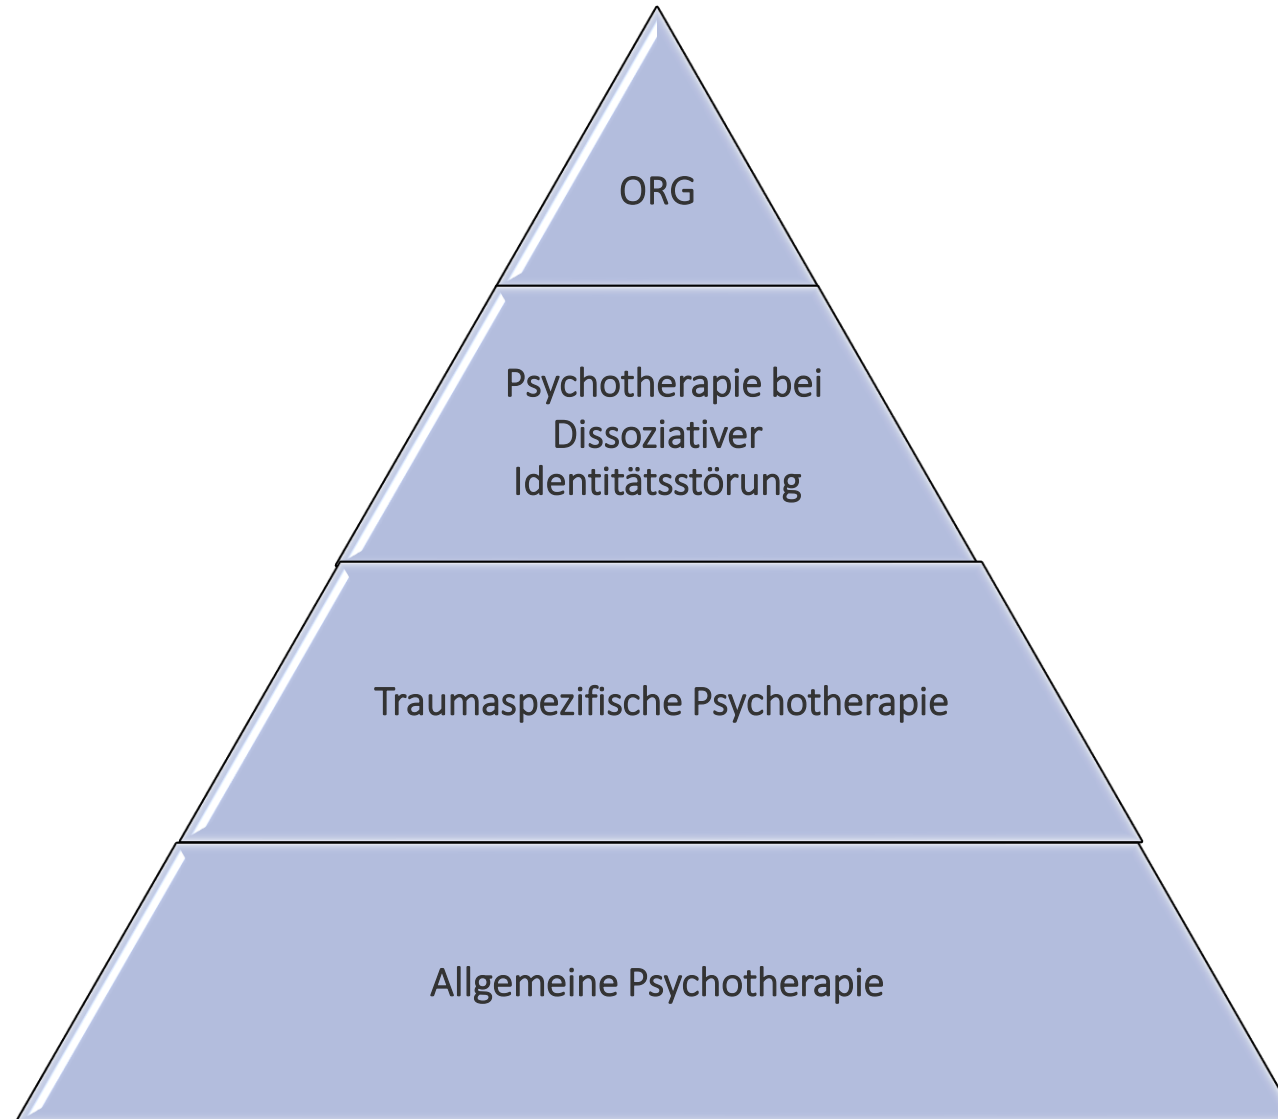 ORG
Psychotherapie bei
Dissoziativer
Identitätsstörung
Traumaspezifische Psychotherapie
Allgemeine Psychotherapie